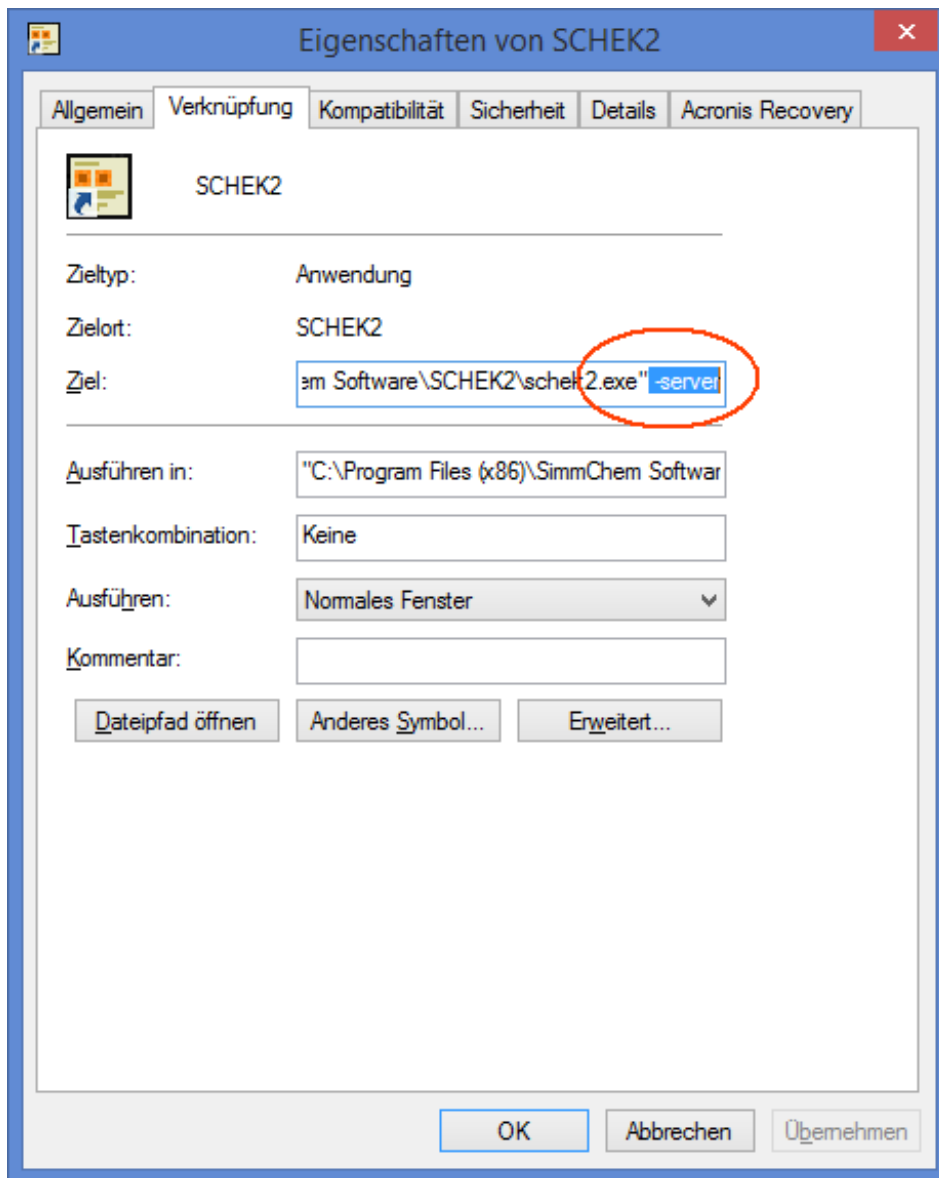 Eigenschaften von SCHEK2
Allgemein Verknüpfung Kompatibilität Sicherheit Details Acronis Recovery
SCHEK2
Zieltyp: Anwendung
Zielort: SCHEK2
Ziel: em Software\SCHEK2\schek2.exe" -server
Ausführen in: "C:\Program Files (x86)\SimmChem Softwar
Tastenkombination: Keine
Ausführen: Normales Fenster
Kommentar:
Dateipfad öffnen Anderes Symbol... Erweitert...
OK Abbrechen Übernehmen